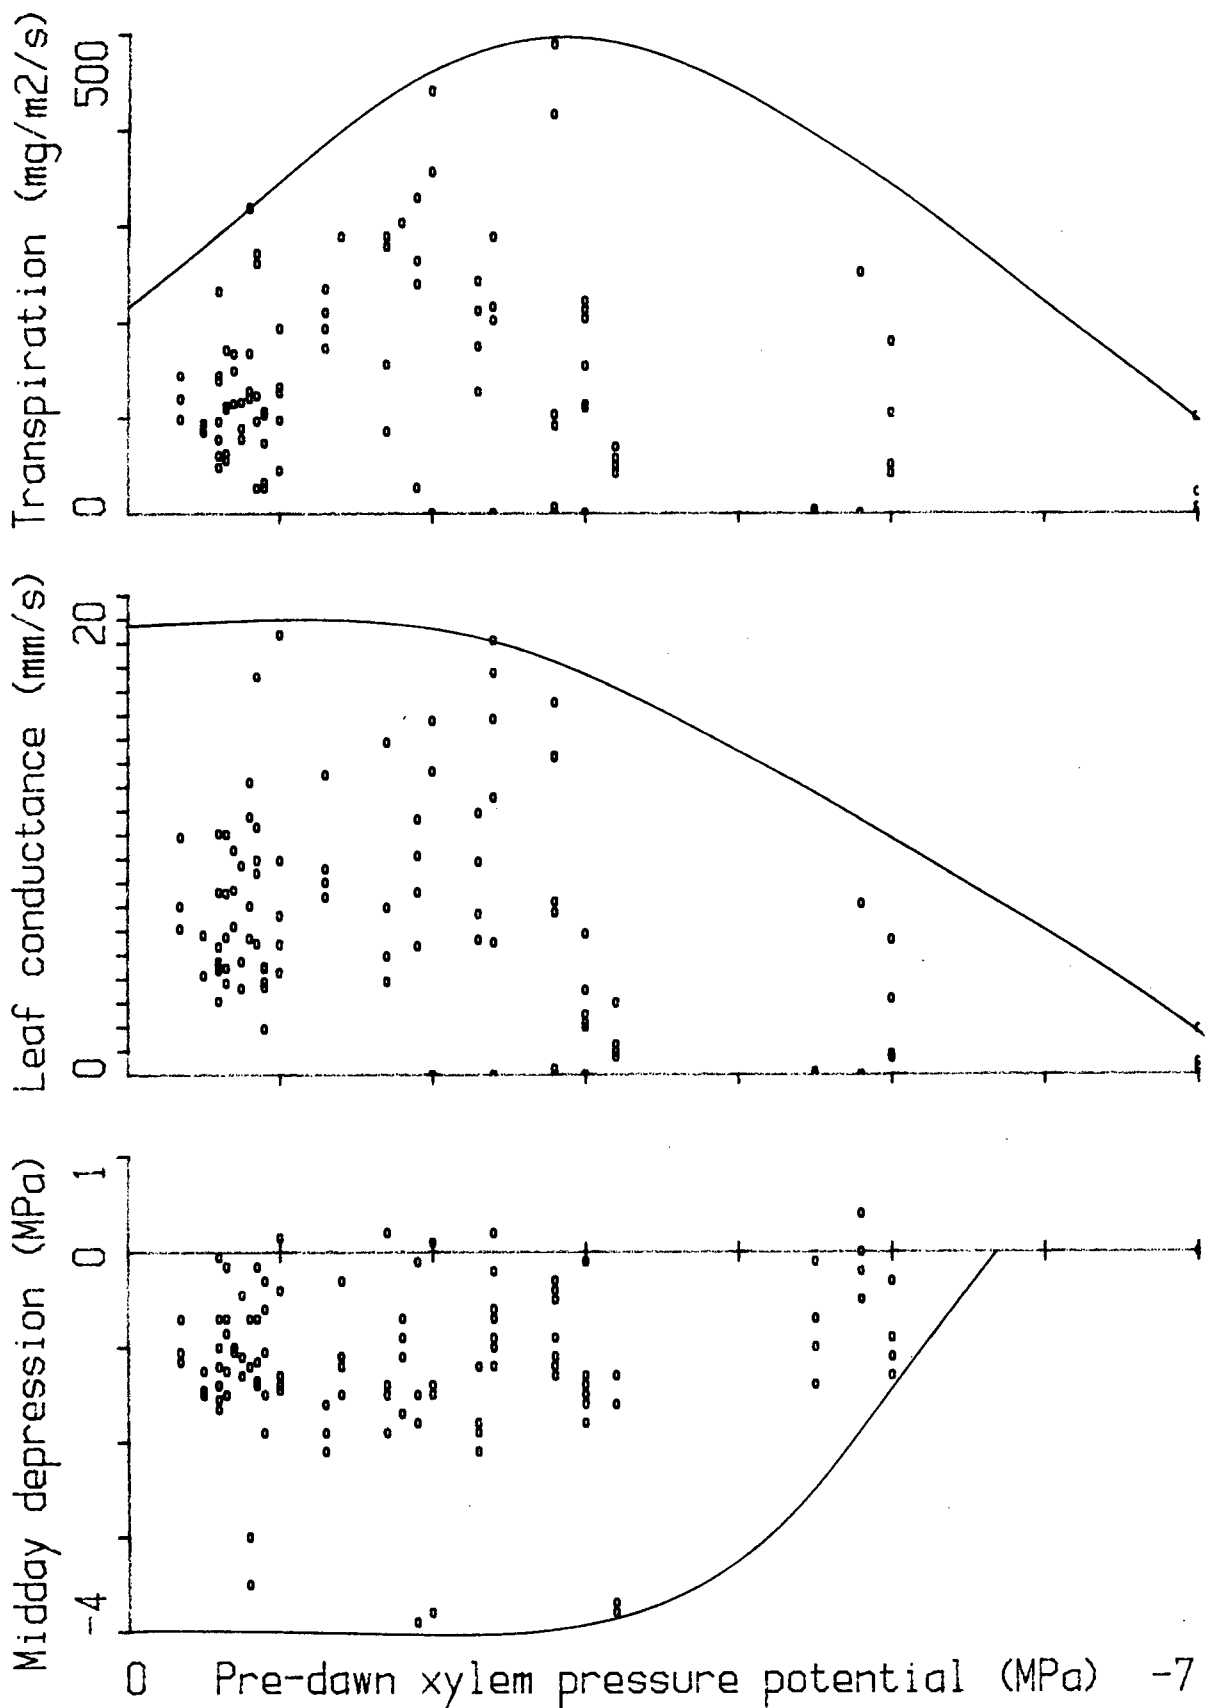 Transpiration (mg/m2/s)
500
0
Leaf conductance (mm/s)
20
0
Midday depression (MPa)
1
0
-4
0 Pre-dawn xylem pressure potential (MPa) -7